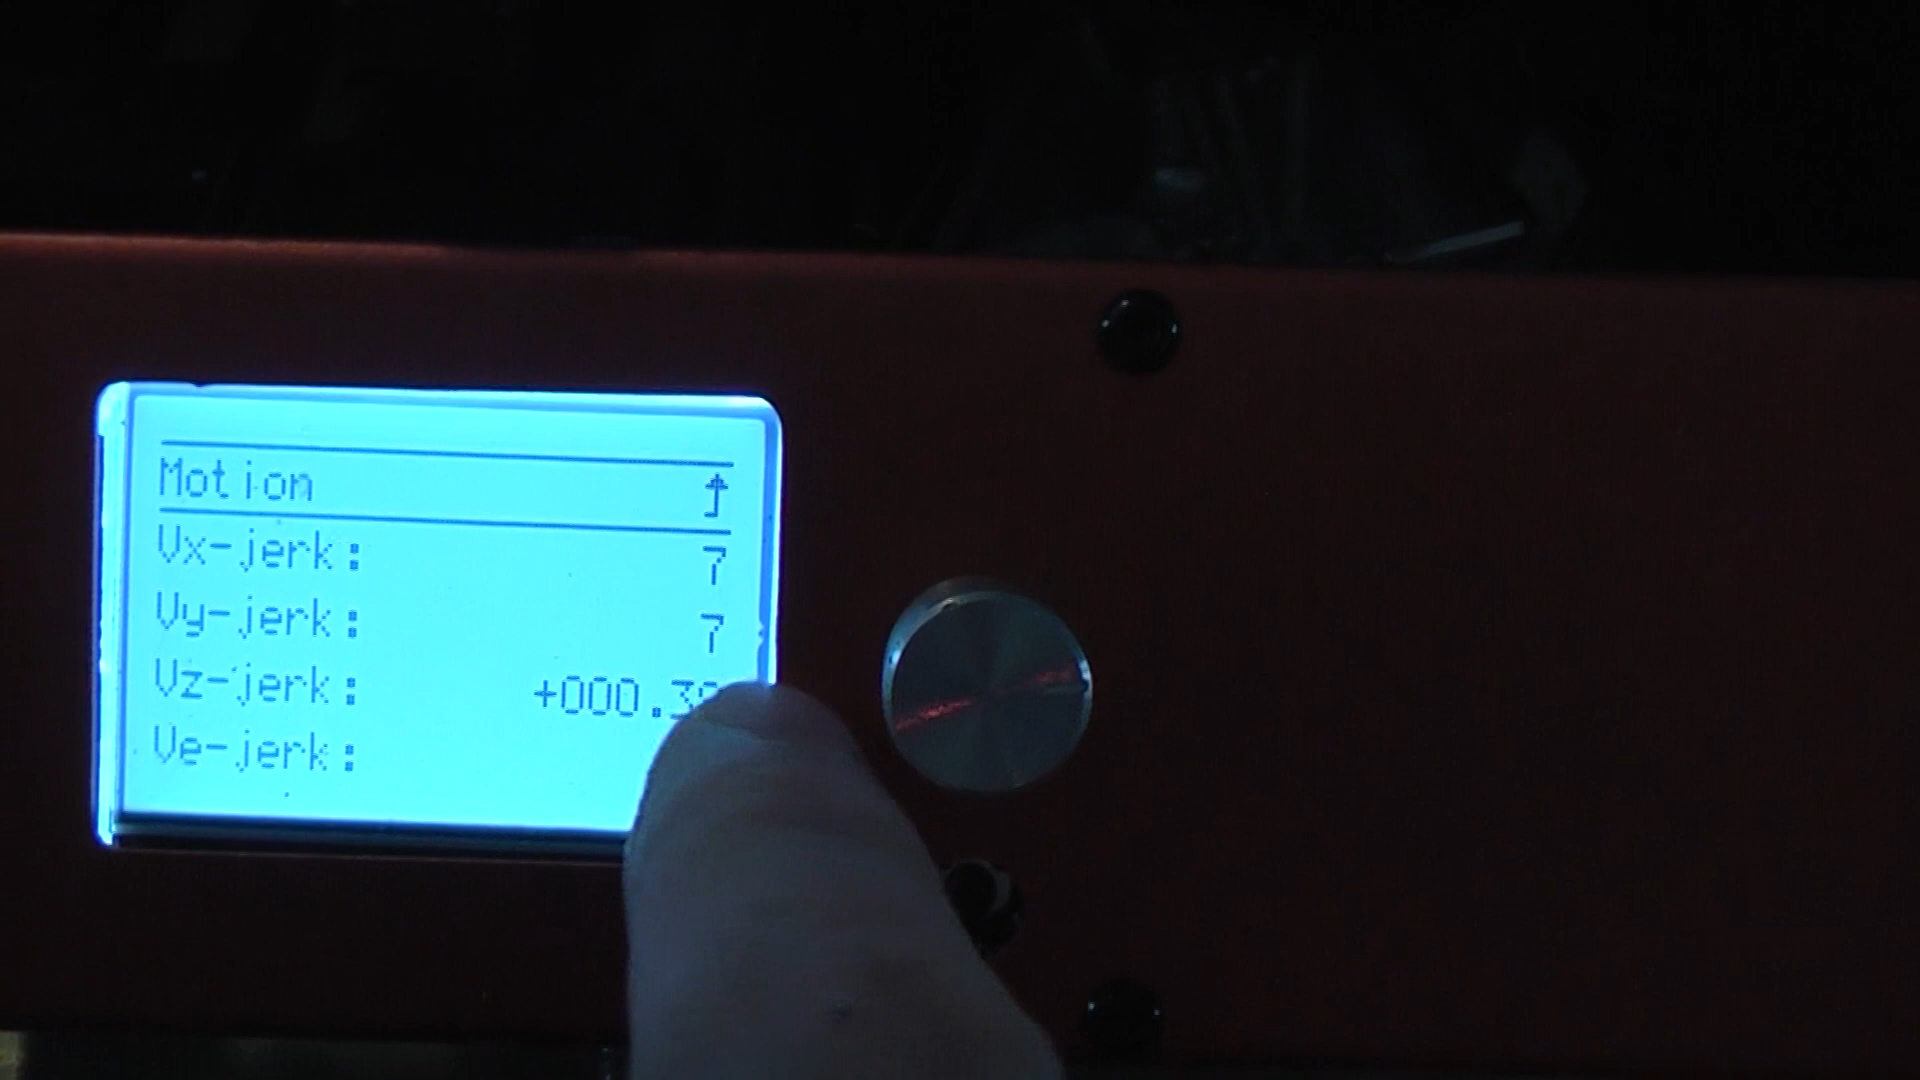 Motion
Vx-jerk: 7
Vy-jerk: 7
Vz-jerk: +000.3
Ve-jerk: